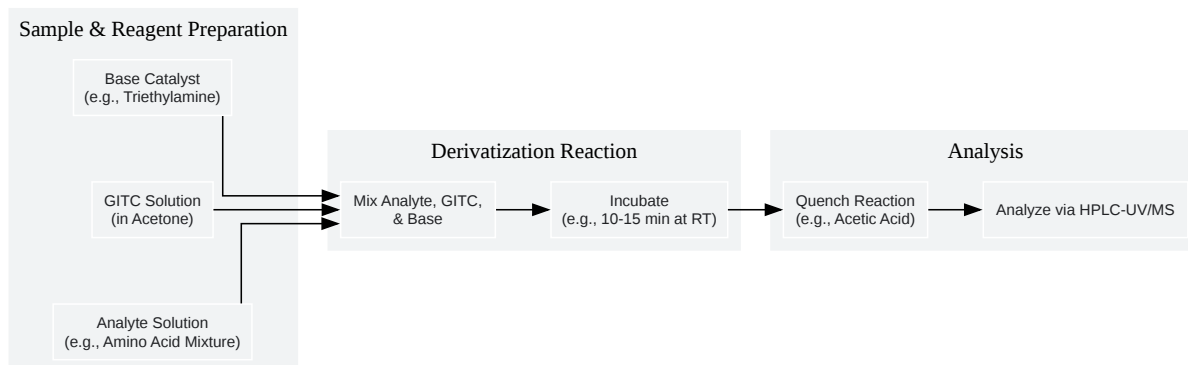 Sample & Reagent Preparation
Base Catalyst
(e.g., Triethylamine)
GITC Solution
(in Acetone)
Analyte Solution
(e.g., Amino Acid Mixture)
Derivatization Reaction
Mix Analyte, GITC,
& Base
Incubate
(e.g., 10-15 min at RT)
Analysis
Quench Reaction
(e.g., Acetic Acid)
Analyze via HPLC-UV/MS